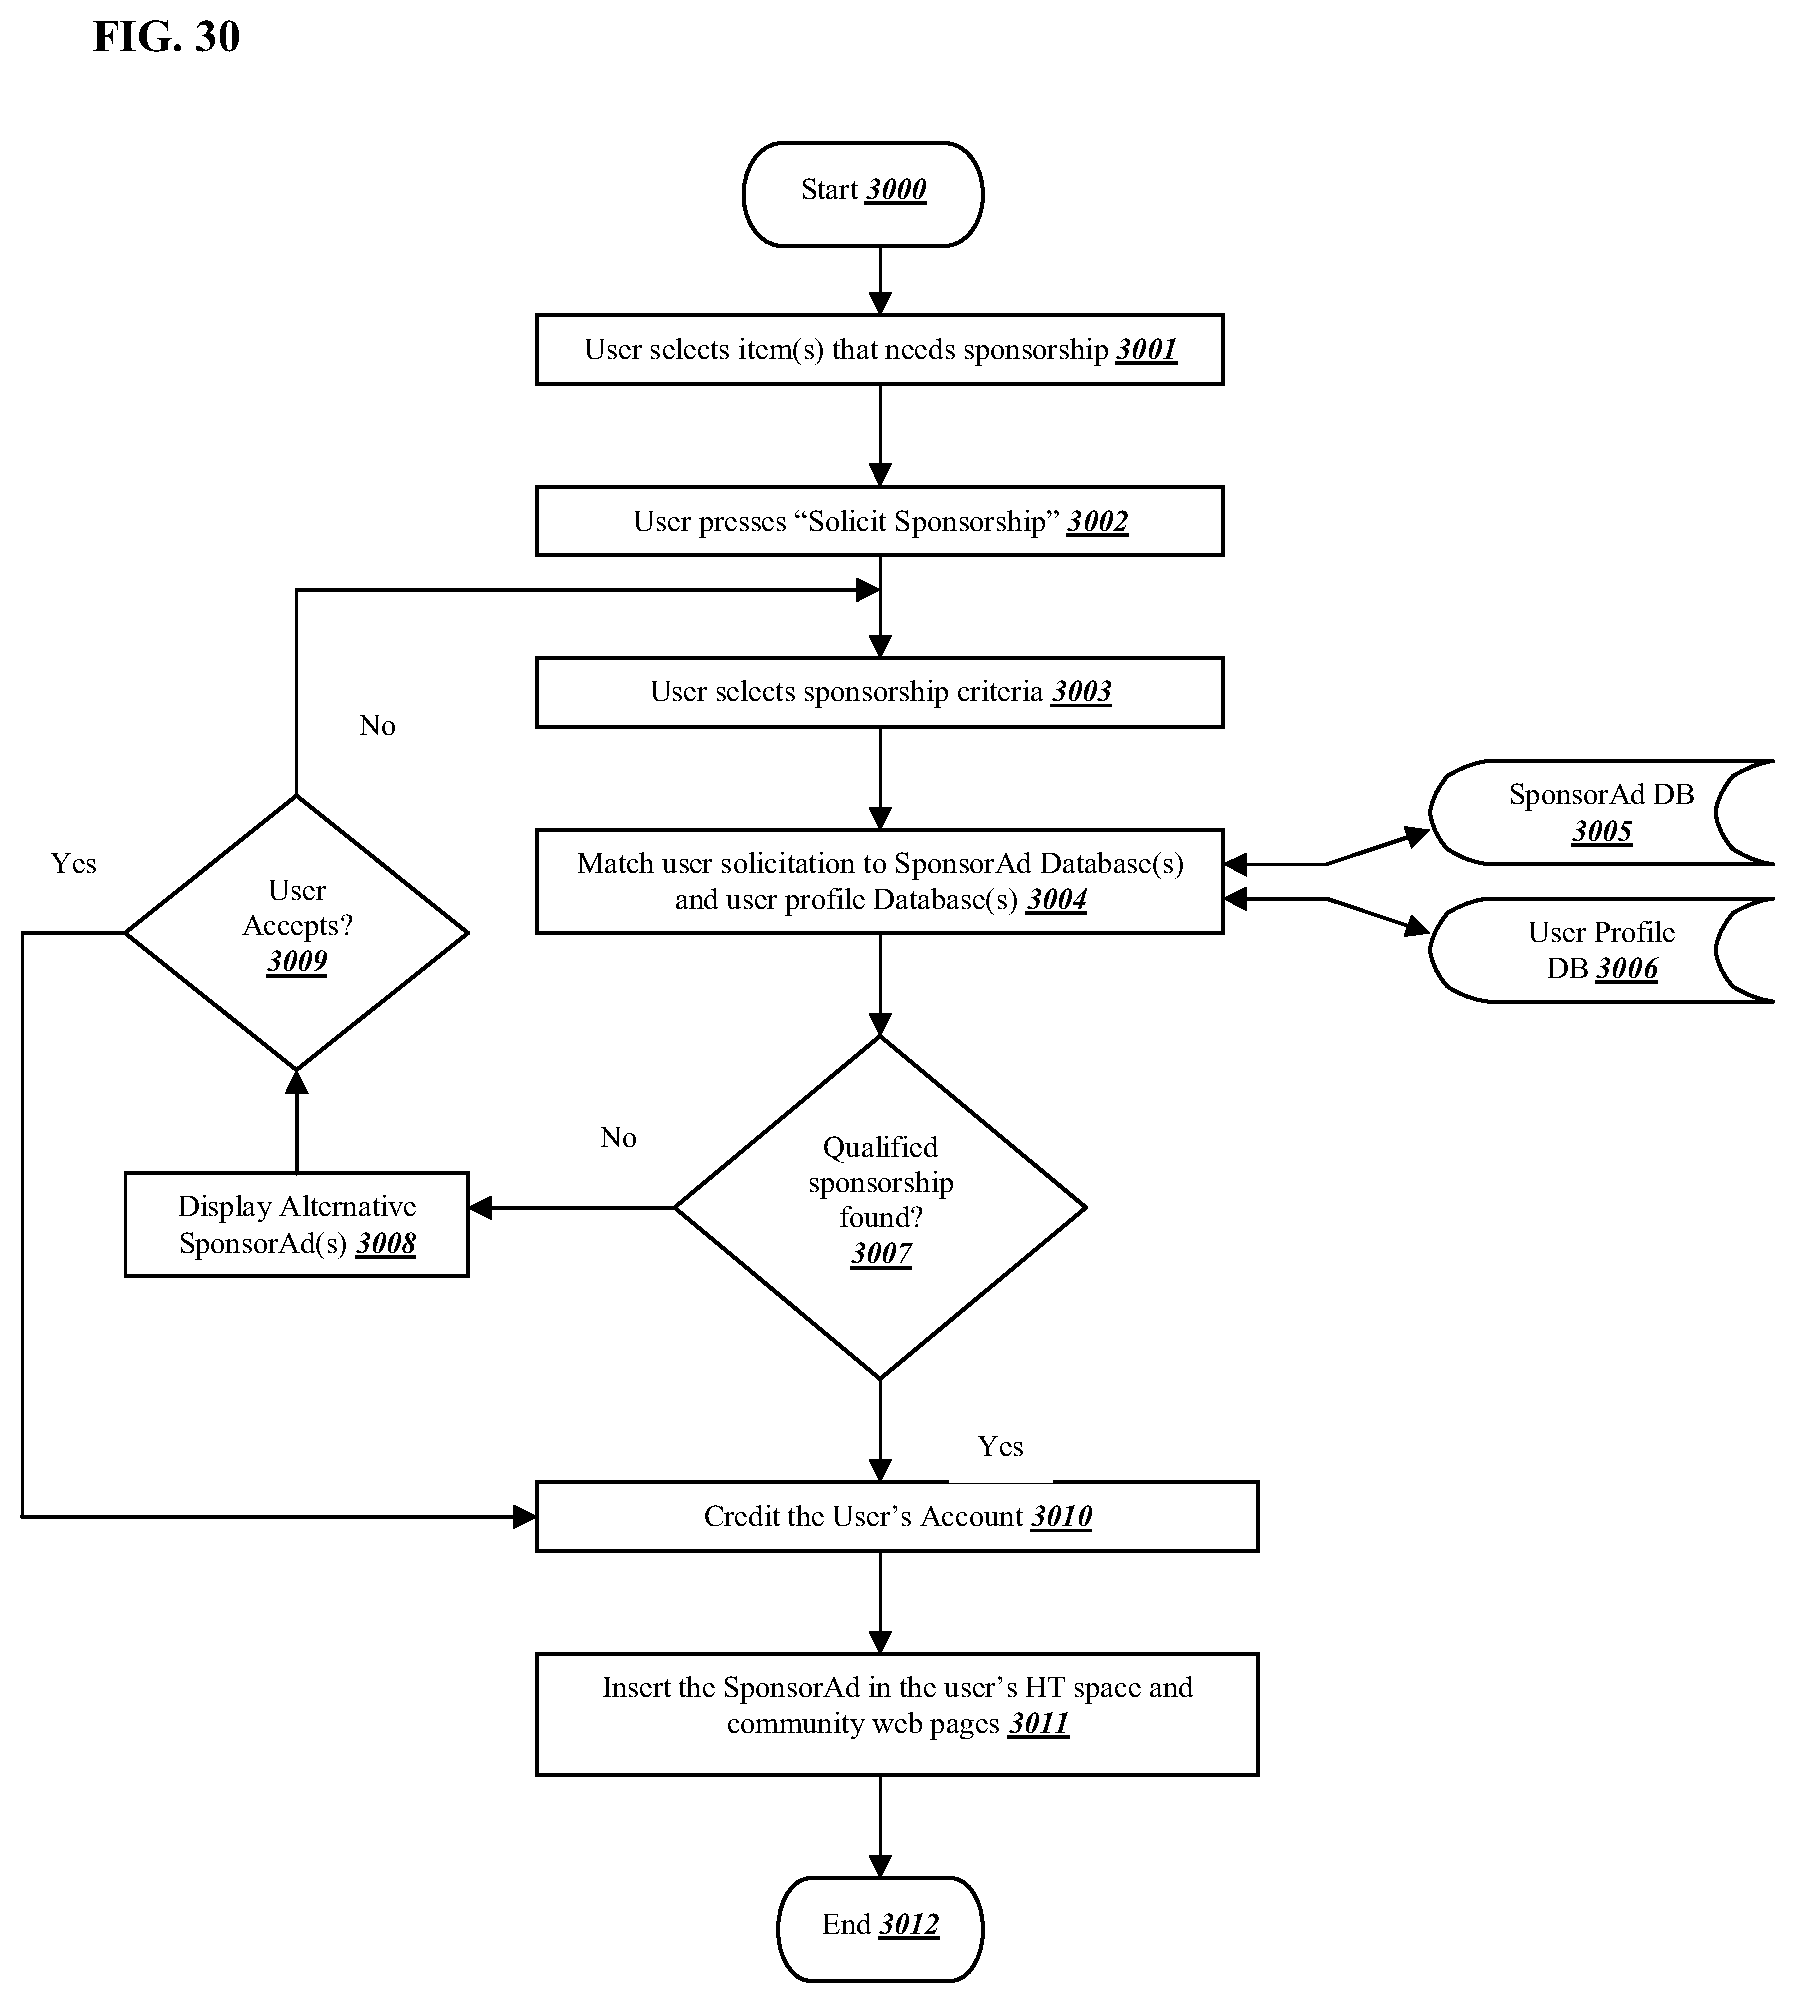 FIG. 30
Start 3000
User selects item(s) that needs sponsorship 3001
User presses “Solicit Sponsorship” 3002
User selects sponsorship criteria 3003
No
Yes
User
Accepts?
3009
Match user solicitation to SponsorAd Database(s)
and user profile Database(s) 3004
SponsorAd DB
3005
User Profile
DB 3006
Qualified
sponsorship
found?
3007
No
Display Alternative
SponsorAd(s) 3008
Yes
Credit the User’s Account 3010
Insert the SponsorAd in the user’s HT space and
community web pages 3011
End 3012